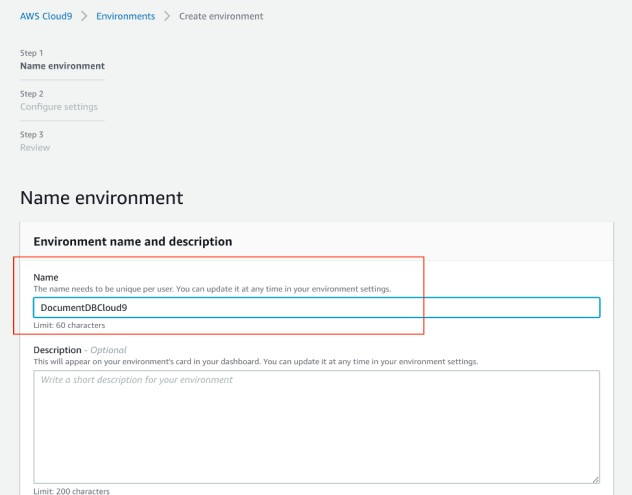 AWS Cloud9 > Environments > Create environment
Step 1
Name environment
Step 2
Configure settings
Step 3
Review
Name environment
Environment name and description
Name
The name needs to be unique per user. You can update it at any time in your environment settings.
DocumentDBCloud9
Limit: 60 characters
Description - Optional
This will appear on your environment's card in your dashboard. You can update it at any time in your environment settings.
Write a short description for your environment
Limit: 200 characters